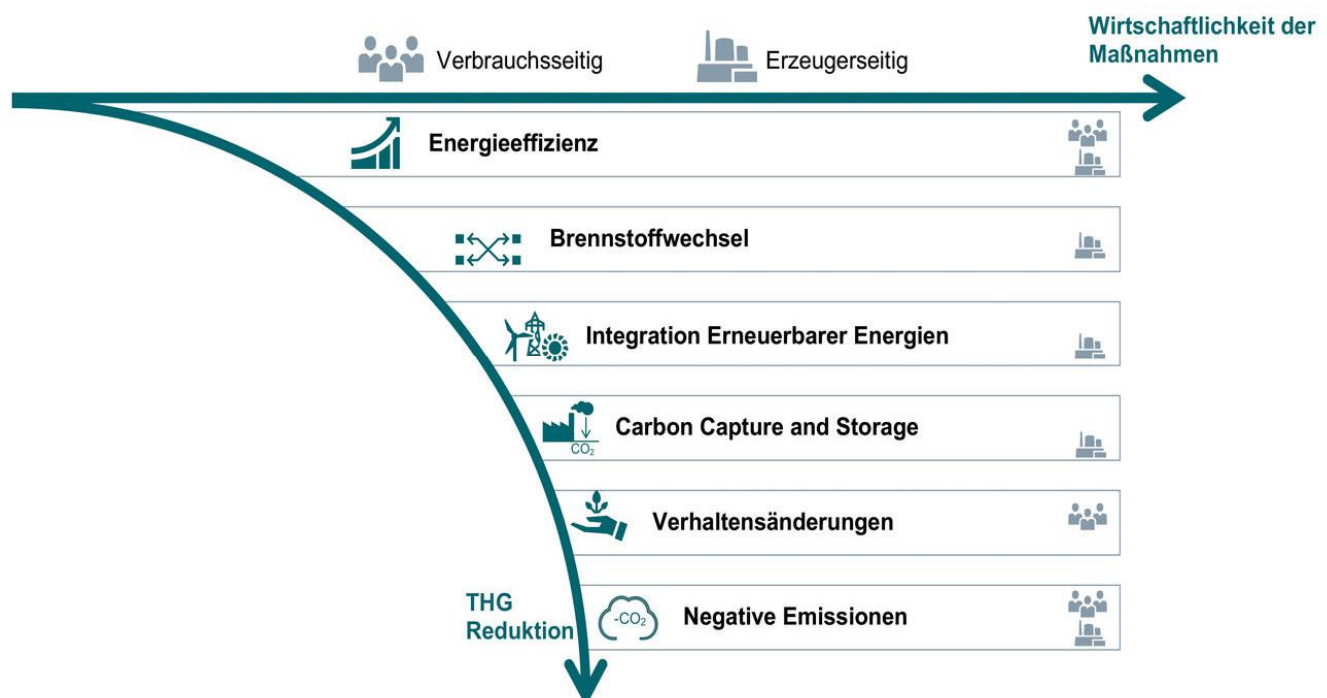 Wirtschaftlichkeit der
Maßnahmen
Verbrauchsseitig
Erzeugerseitig
Energieeffizienz
Brennstoffwechsel
Integration Erneuerbarer Energien
Carbon Capture and Storage
CO₂
Verhaltensänderungen
THG
Reduktion
-CO₂
Negative Emissionen